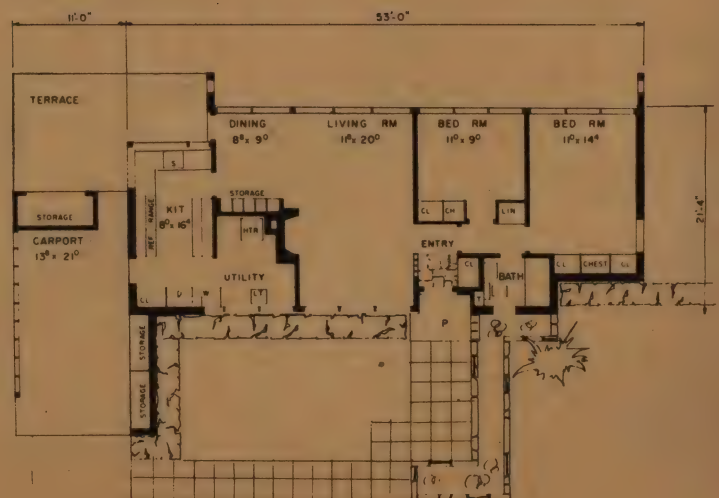 11'-0"
53'-0"
TERRACE
DINING
8⁸ x 9⁰
LIVING RM
11⁶ x 20⁰
BED RM
11⁰ x 9⁰
BED RM
11⁰ x 14⁴
21'-4"
S
STORAGE
CARPORT
13⁸ x 21⁰
REF
RANGE
KIT
8⁰ x 16⁴
STORAGE
HTR
UTILITY
LT
CL
D
W
CL
CH
LIN
ENTRY
CL
T
BATH
CL
CHEST
CL
STORAGE
STORAGE
P